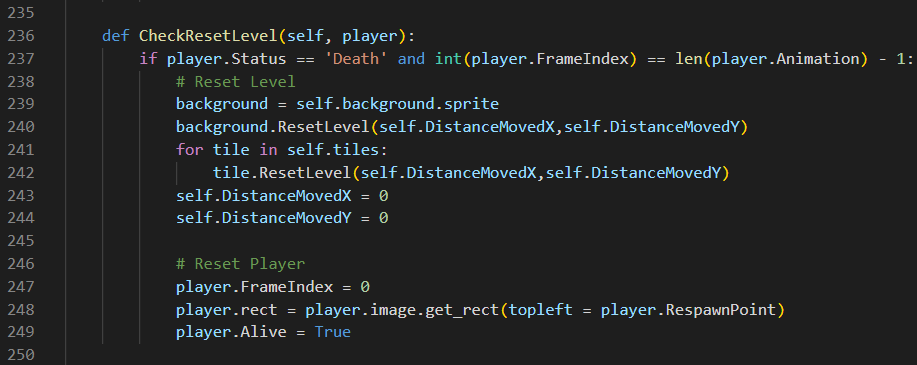 235
236 def CheckResetLevel(self, player):
237 if player.Status == 'Death' and int(player.FrameIndex) == len(player.Animation) - 1:
238 # Reset Level
239 background = self.background.sprite
240 background.ResetLevel(self.DistanceMovedX,self.DistanceMovedY)
241 for tile in self.tiles:
242 tile.ResetLevel(self.DistanceMovedX,self.DistanceMovedY)
243 self.DistanceMovedX = 0
244 self.DistanceMovedY = 0
245
246 # Reset Player
247 player.FrameIndex = 0
248 player.rect = player.image.get_rect(topleft = player.RespawnPoint)
249 player.Alive = True
250